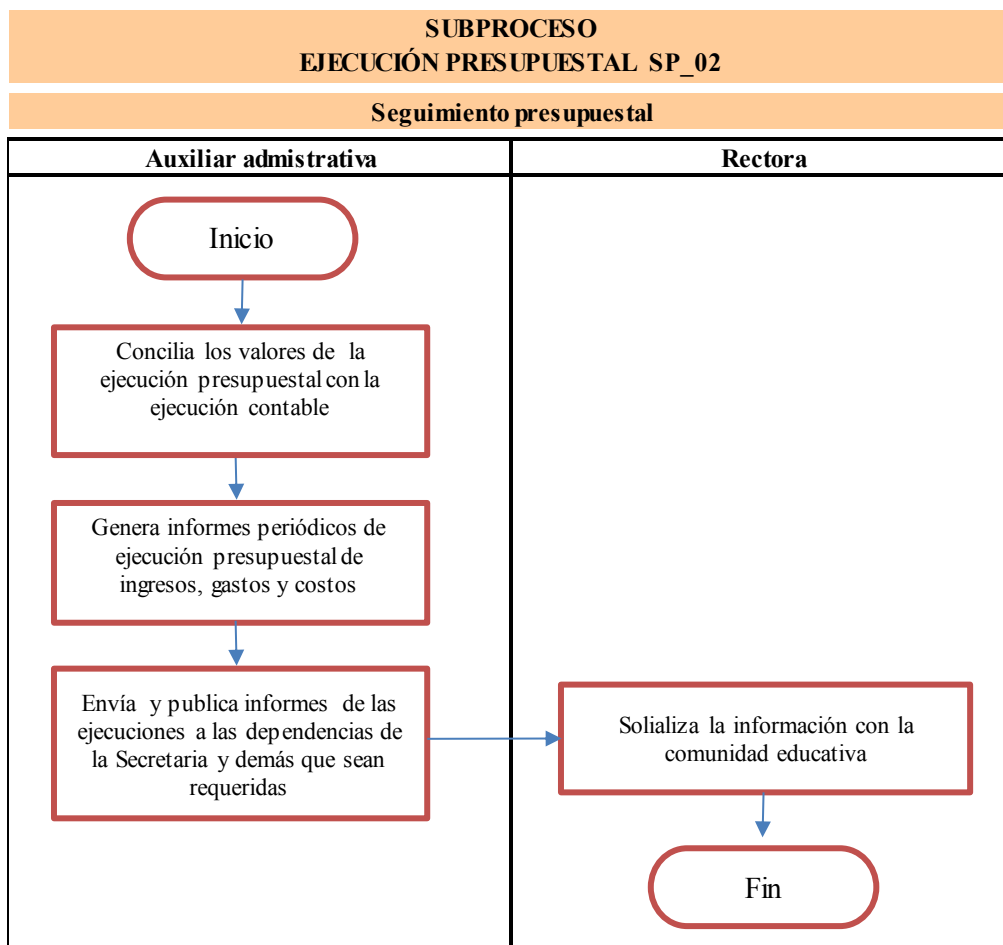 SUBPROCESO
EJECUCIÓN PRESUPUESTAL SP_02
Seguimiento presupuestal
Auxiliar admistrativa
Rectora
Inicio
Concilia los valores de la
ejecución presupuestal con la
ejecución contable
Genera informes periódicos de
ejecución presupuestal de
ingresos, gastos y costos
Envía y publica informes de las
ejecuciones a las dependencias de
la Secretaria y demás que sean
requeridas
Solializa la información con la
comunidad educativa
Fin